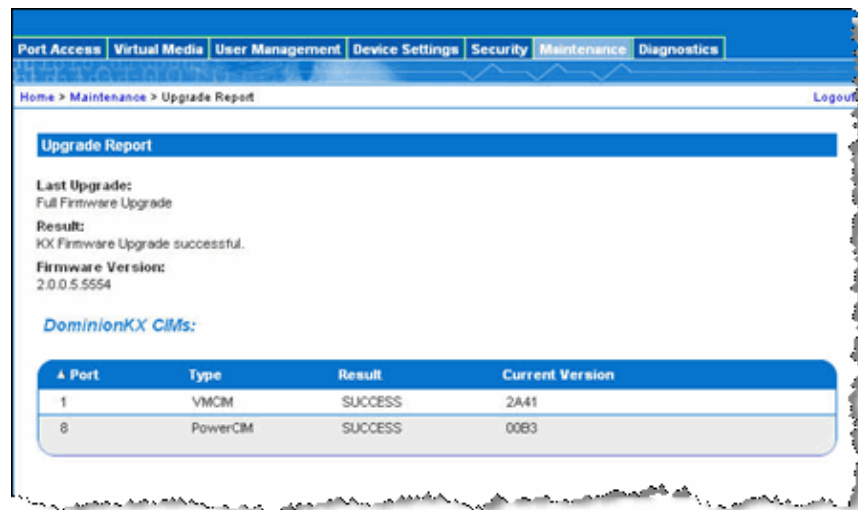 Port Access Virtual Media User Management Device Settings Security Maintenance Diagnostics
Home > Maintenance > Upgrade Report Logout
Upgrade Report
Last Upgrade:
Full Firmware Upgrade
Result:
KX Firmware Upgrade successful.
Firmware Version:
2.0.0.5.5554
DominionKX CIMs:
▲ Port Type Result Current Version
1 VMCIM SUCCESS 2A41
8 PowerCIM SUCCESS 00B3